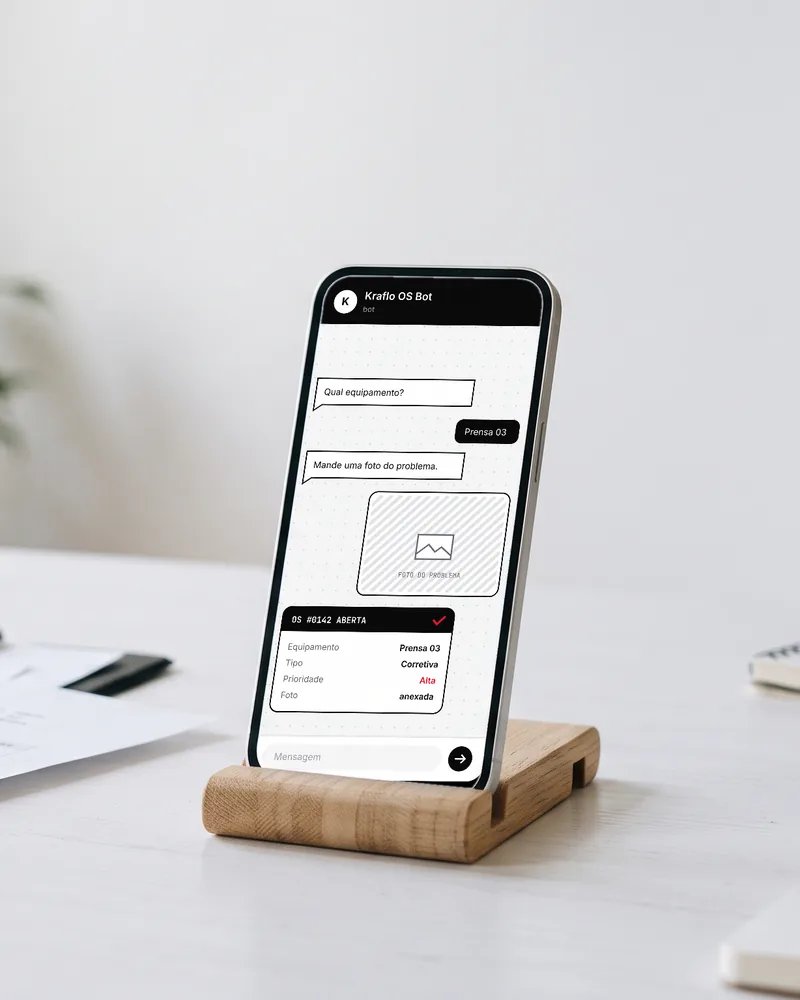 K
Kraflo OS Bot
bot
Qual equipamento?
Prensa 03
Mande uma foto do problema.
FOTO DO PROBLEMA
OS #0142 ABERTA
Equipamento Prensa 03
Tipo Corretiva
Prioridade Alta
Foto anexada
Mensagem